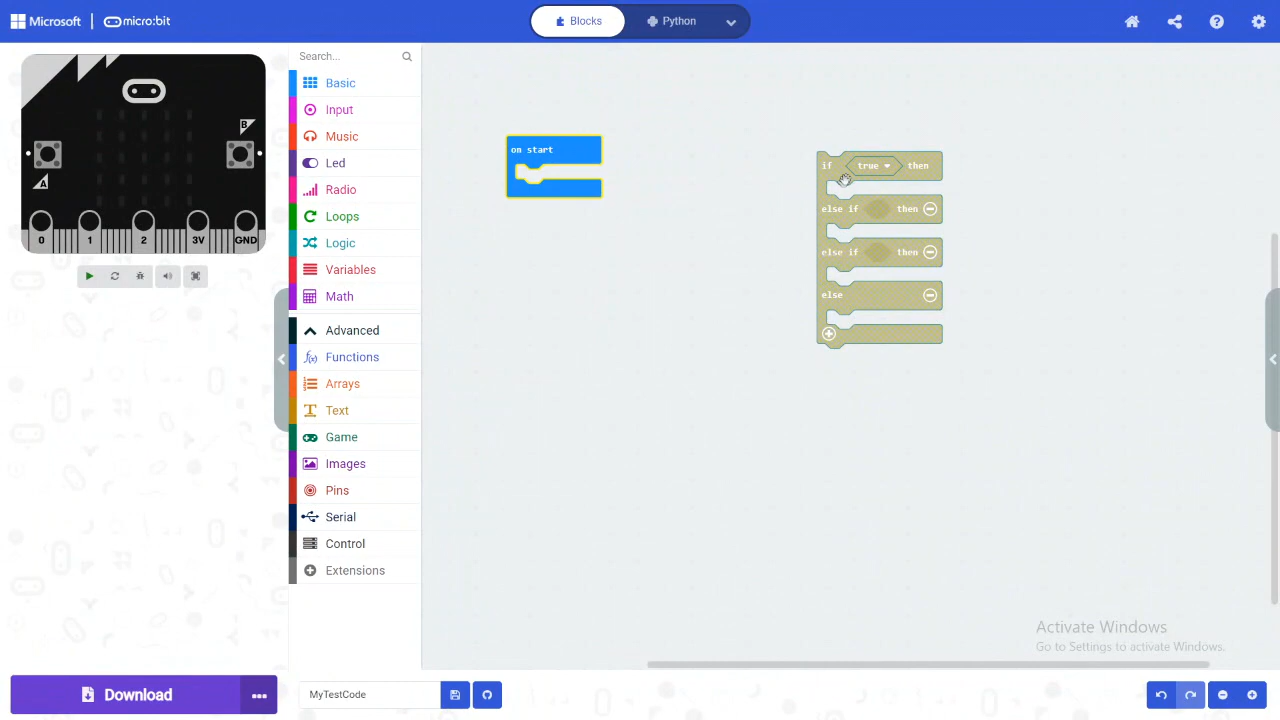 Microsoft
micro:bit
Blocks
Python
Search...
Basic
Input
Music
Led
Radio
Loops
Logic
Variables
Math
Advanced
Functions
Arrays
Text
Game
Images
Pins
Serial
Control
Extensions
A
B
0 1 2 3V GND
on start
if true then
else if then
else if then
else
Activate Windows
Go to Settings to activate Windows.
Download
MyTestCode